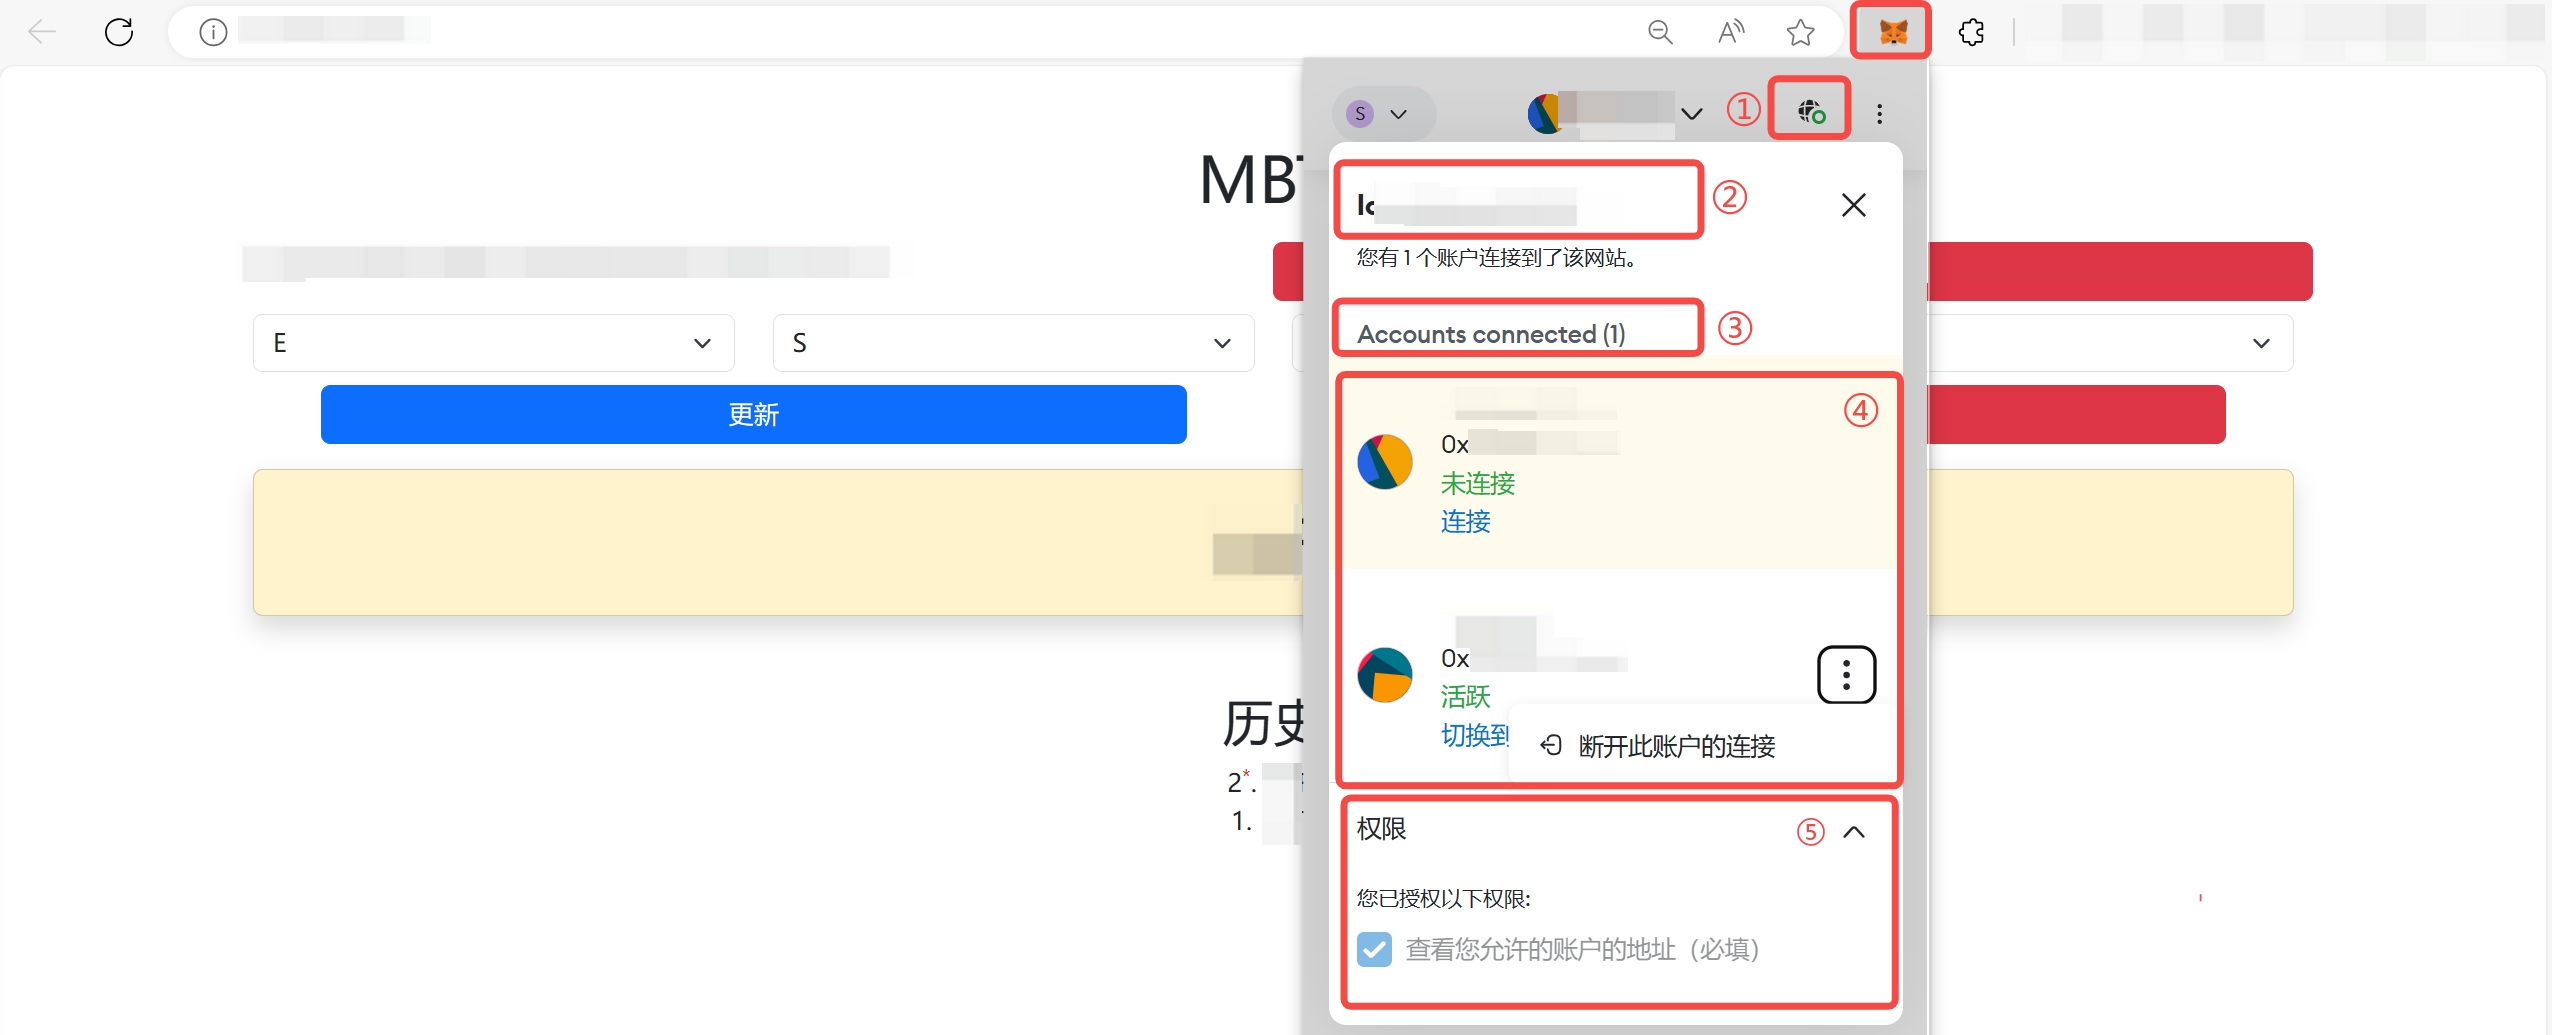 S
①
MB
②
您有1个账户连接到了该网站。
E
S
Accounts connected (1)
③
更新
④
0x
未连接
连接
0x
活跃
切换到
断开此账户的连接
历史
2*.
1.
权限
⑤
您已授权以下权限:
查看您允许的账户的地址（必填）